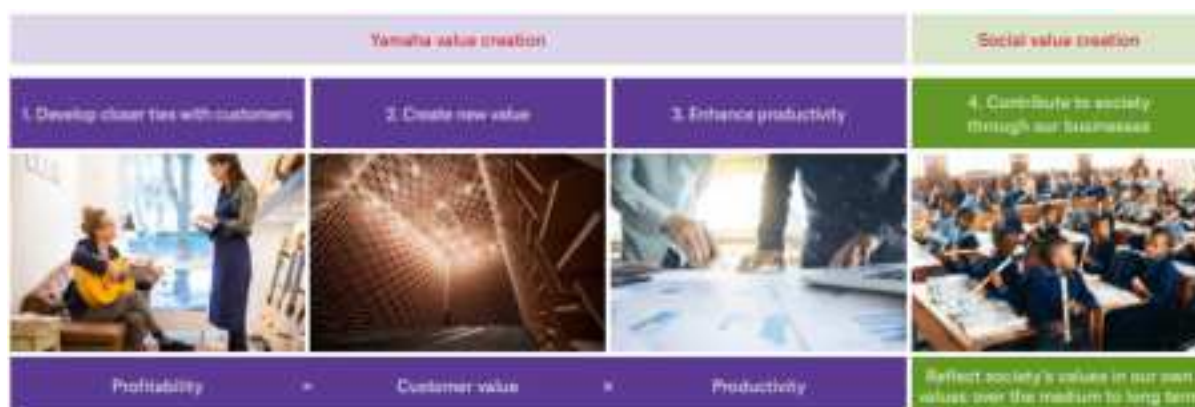 Yamaha value creation
Social value creation
1. Develop closer ties with customers
2. Create new value
3. Enhance productivity
4. Contribute to society
through our businesses
Profitability = Customer value × Productivity
Reflect society's values in our own
values over the medium to long term